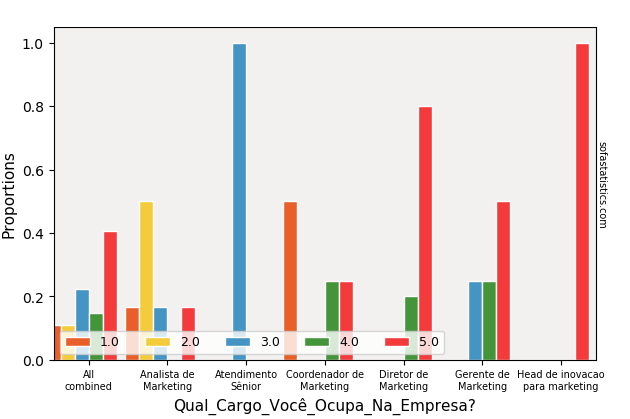 1.0
0.8
0.6
0.4
0.2
0.0
Proportions
1.0 2.0 3.0 4.0 5.0
sofastatistics.com
All combined
Analista de Marketing
Atendimento Sênior
Coordenador de Marketing
Diretor de Marketing
Gerente de Marketing
Head de inovacao para marketing
Qual_Cargo_Você_Ocupa_Na_Empresa?